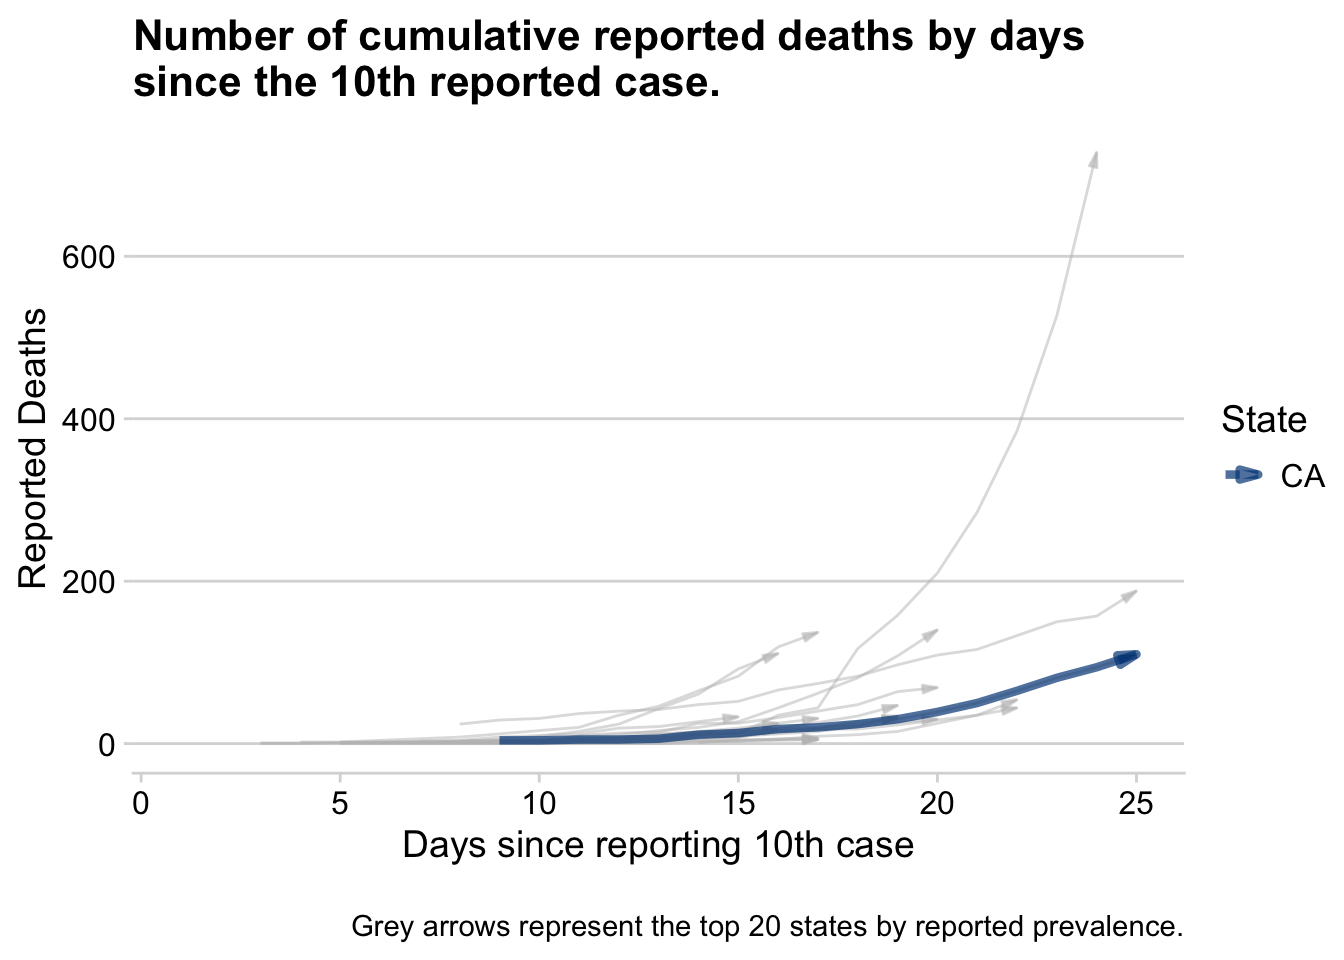 Number of cumulative reported deaths by days
since the 10th reported case.
Reported Deaths
600
400
200
0
0 5 10 15 20 25
Days since reporting 10th case
State
CA
Grey arrows represent the top 20 states by reported prevalence.